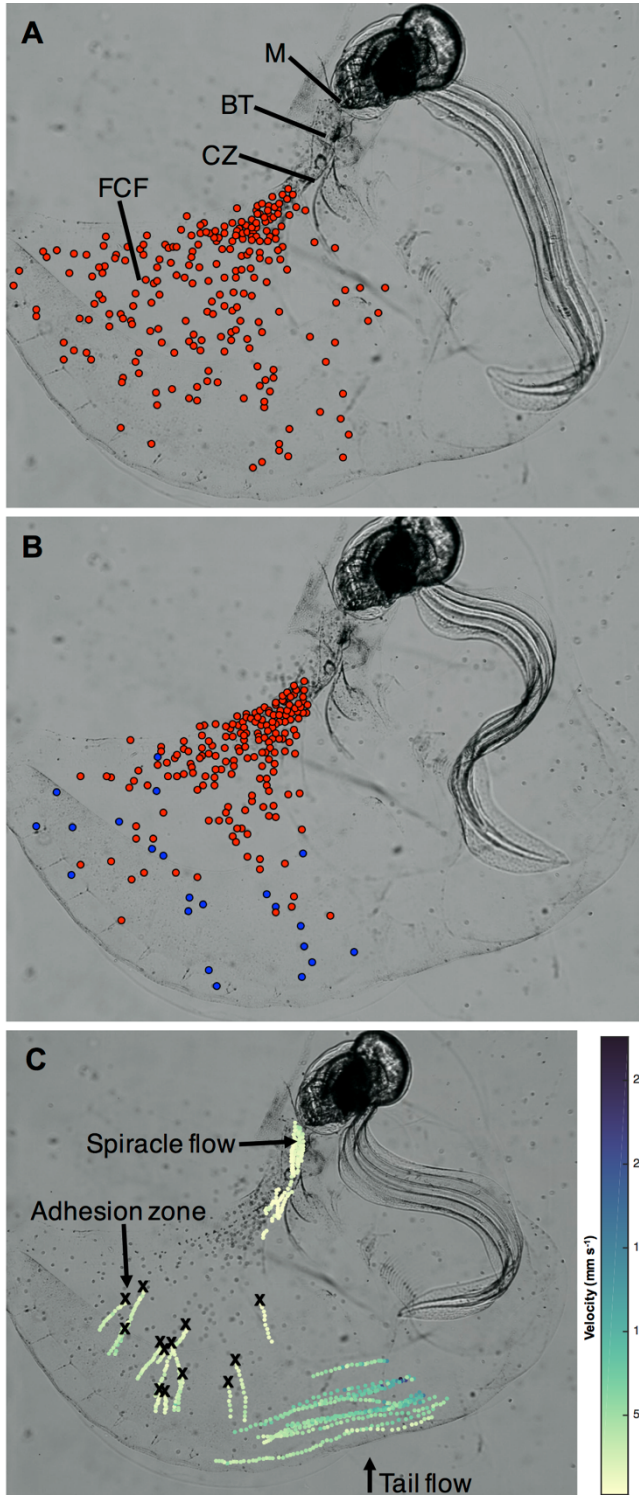 A
M
BT
CZ
FCF
B
C
Spiracle flow
Adhesion zone
Tail flow
2
2
1
1
5
Velocity (mm s⁻¹)